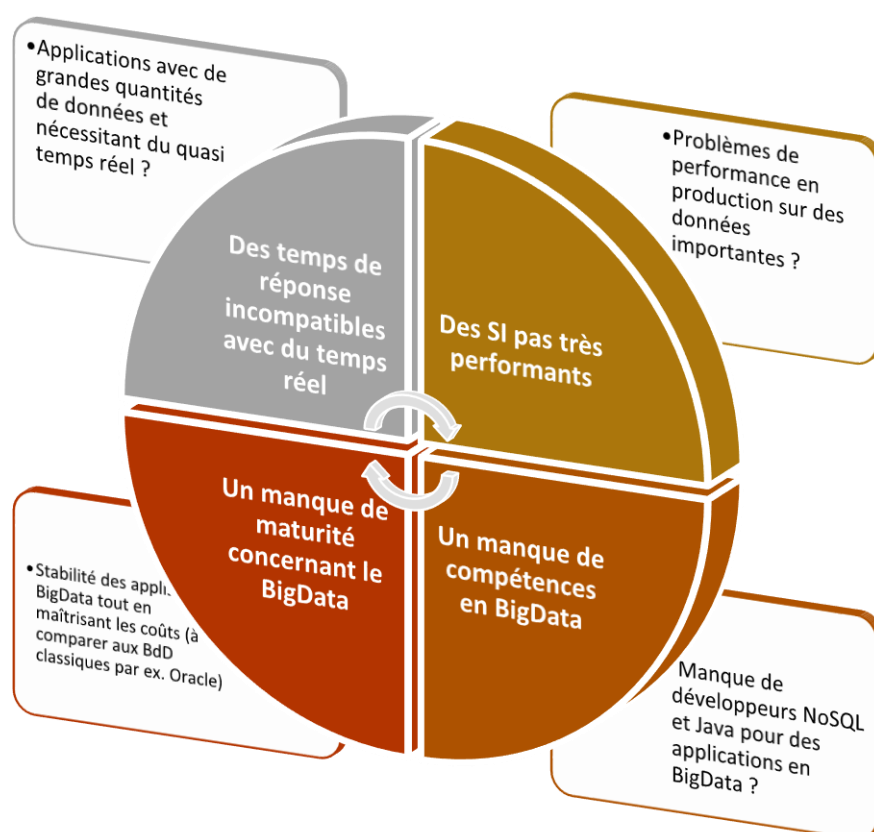 •Applications avec de
grandes quantités
de données et
nécessitant du quasi
temps réel ?
•Problèmes de
performance en
production sur des
données
importantes ?
Des temps de
réponse
incompatibles
avec du temps
réel
Des SI pas très
performants
Un manque de
maturité
concernant le
BigData
Un manque de
compétences
en BigData
•Stabilité des
BigData tout en
maîtrisant les coûts (à
comparer aux BdD
classiques par ex. Oracle)
Manque de
développeurs NoSQL
et Java pour des
applications en
BigData ?